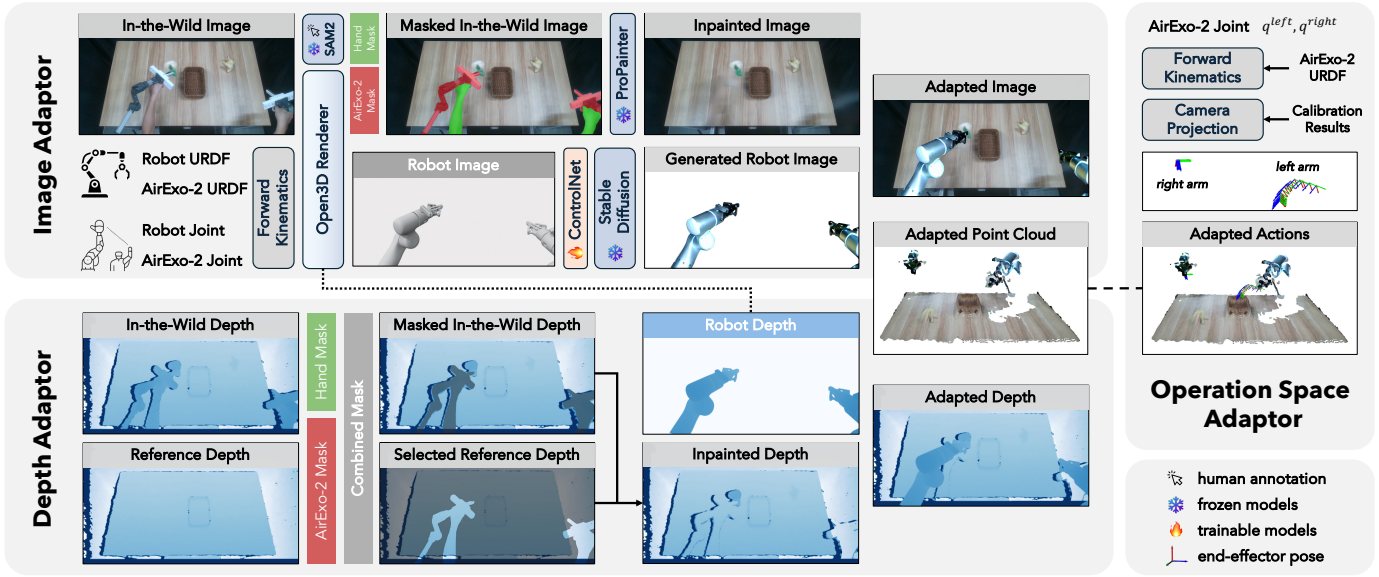 Image Adaptor
In-the-Wild Image
SAM2
Hand
Mask
AirExo-2
Mask
Masked In-the-Wild Image
ProPainter
Inpainted Image
Robot URDF
AirExo-2 URDF
Robot Joint
AirExo-2 Joint
Forward
Kinematics
Open3D Renderer
Robot Image
ControlNet
Stable
Diffusion
Generated Robot Image
Adapted Image
Adapted Point Cloud
Depth Adaptor
In-the-Wild Depth
Hand Mask
AirExo-2 Mask
Combined Mask
Masked In-the-Wild Depth
Robot Depth
Reference Depth
Selected Reference Depth
Inpainted Depth
Adapted Depth
AirExo-2 Joint q^left, q^right
Forward
Kinematics
AirExo-2
URDF
Camera
Projection
Calibration
Results
right arm
left arm
Adapted Actions
Operation Space
Adaptor
human annotation
frozen models
trainable models
end-effector pose